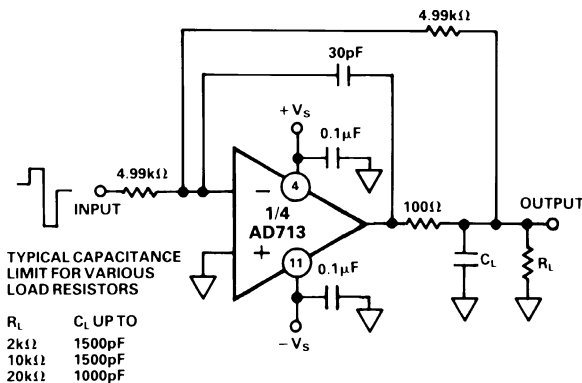 4.99kΩ
30pF
+VS
0.1μF
4.99kΩ
4
−
INPUT
1/4
AD713
100Ω
OUTPUT
+
11
0.1μF
CL
RL
−VS
TYPICAL CAPACITANCE
LIMIT FOR VARIOUS
LOAD RESISTORS
RL CL UP TO
2kΩ 1500pF
10kΩ 1500pF
20kΩ 1000pF